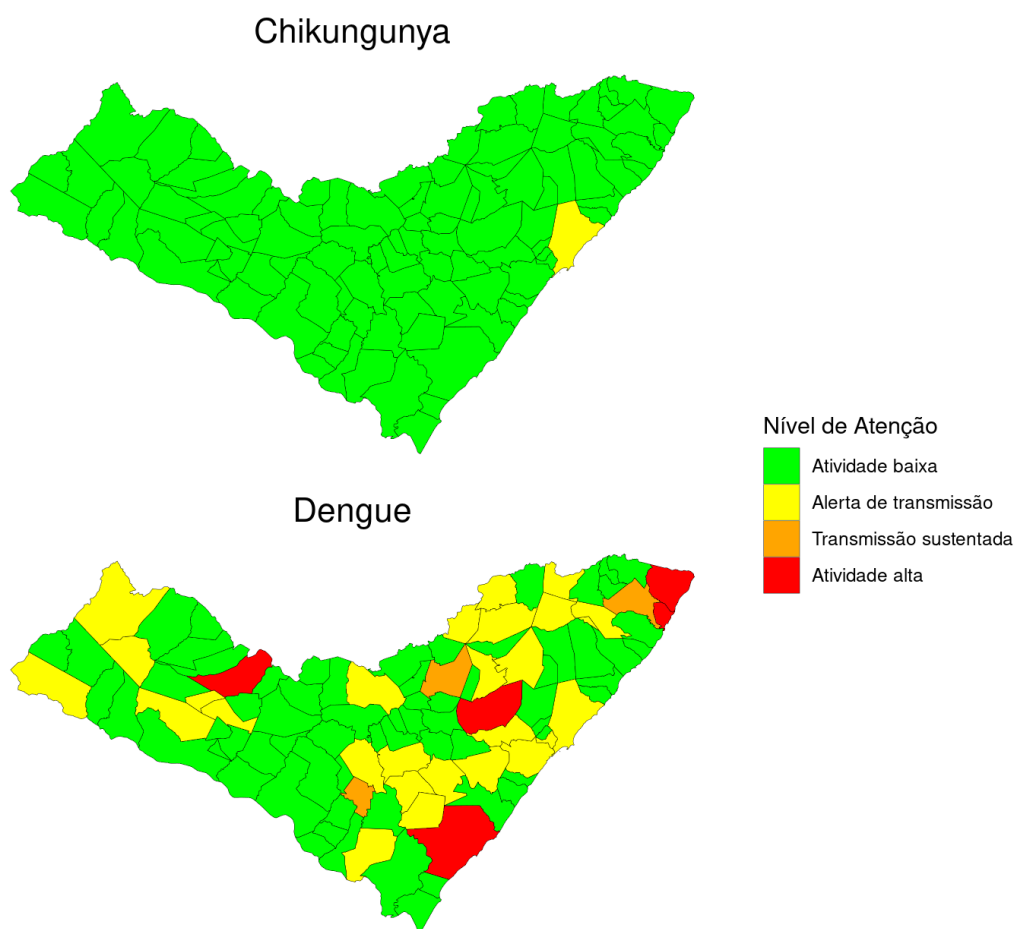 Chikungunya
Dengue
Nível de Atenção
Atividade baixa
Alerta de transmissão
Transmissão sustentada
Atividade alta